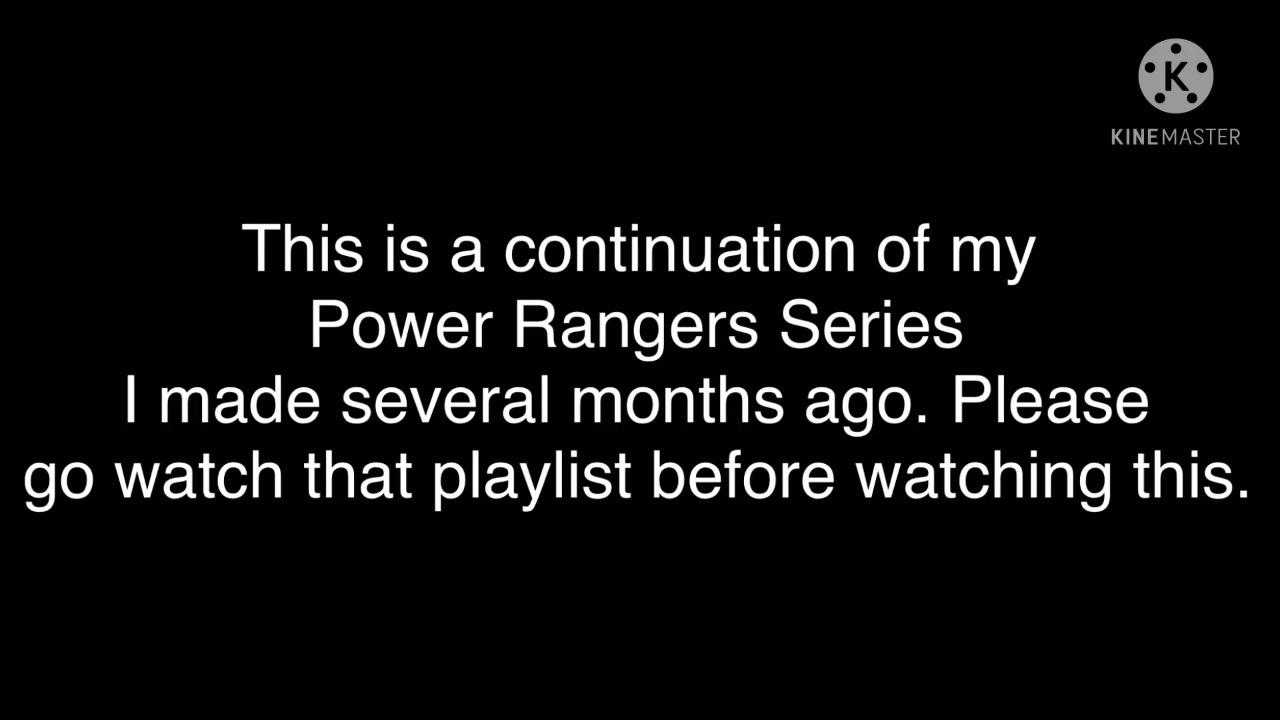 K
KINEMASTER
This is a continuation of my
Power Rangers Series
I made several months ago. Please
go watch that playlist before watching this.